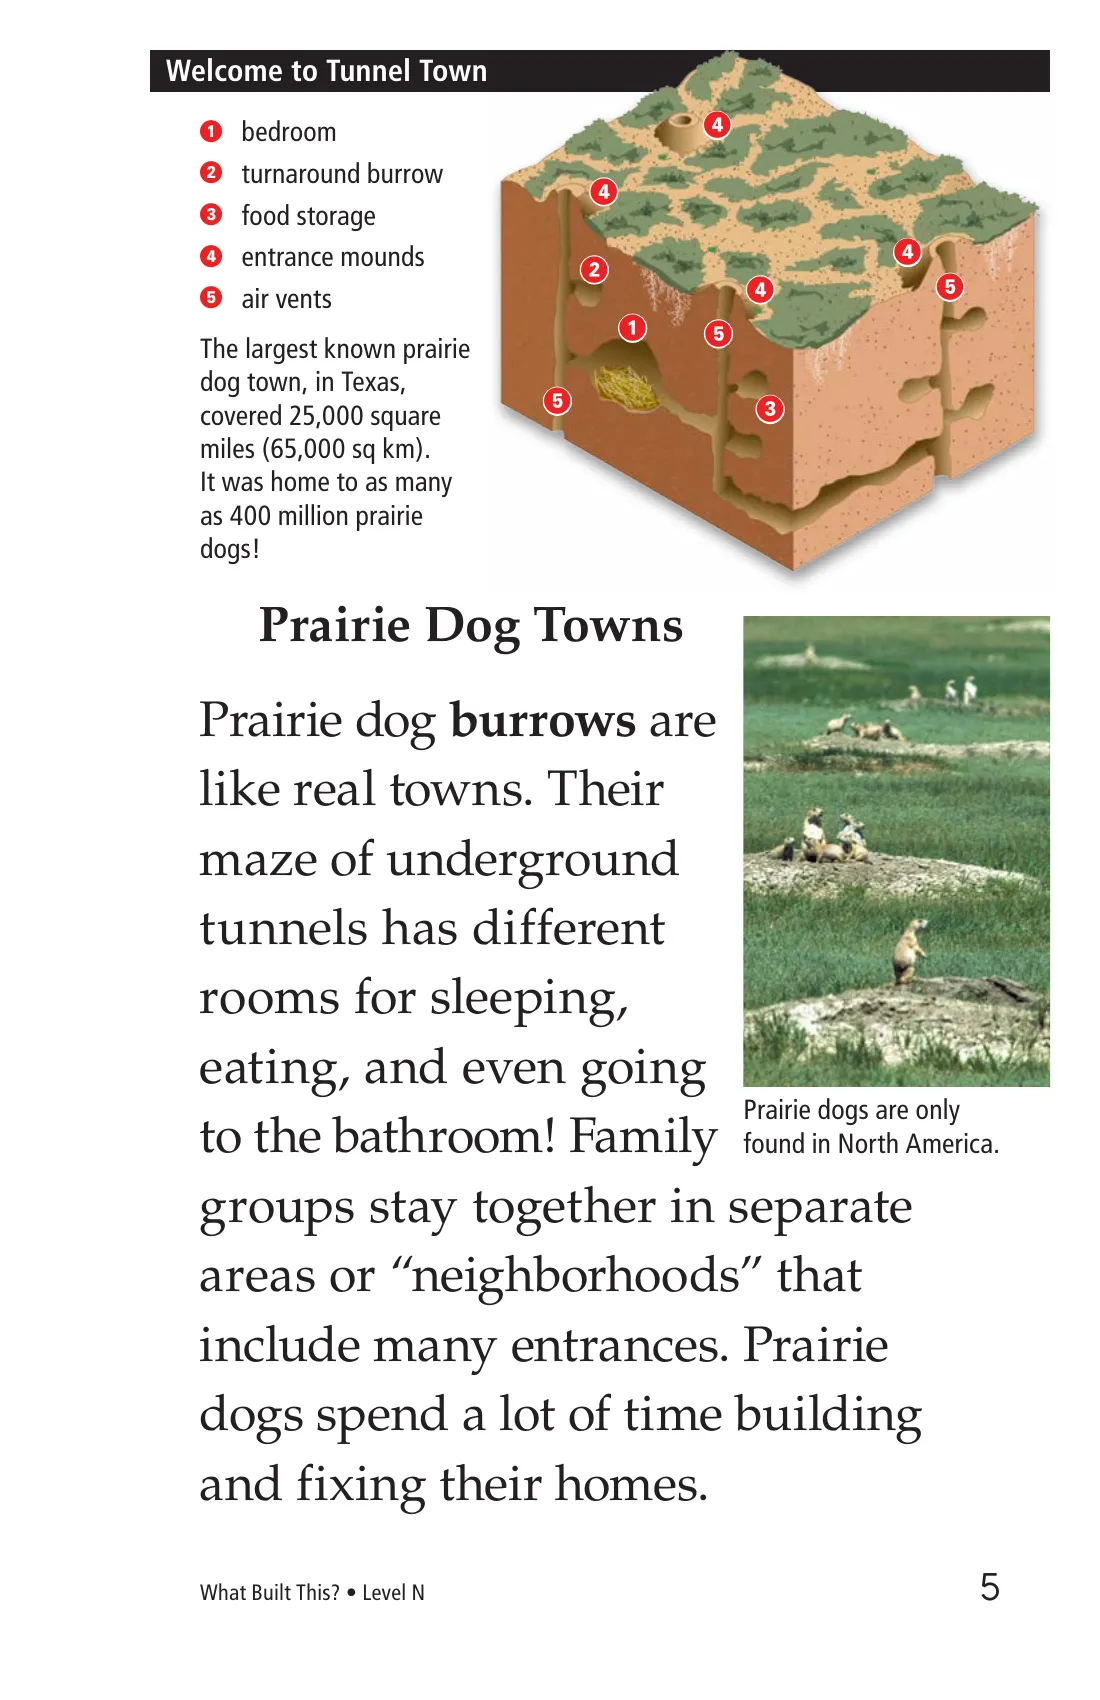 Welcome to Tunnel Town
1 bedroom
2 turnaround burrow
3 food storage
4 entrance mounds
5 air vents
The largest known prairie
dog town, in Texas,
covered 25,000 square
miles (65,000 sq km).
It was home to as many
as 400 million prairie
dogs!
4
4
4
2
5
4
1
5
5
3
Prairie Dog Towns
Prairie dog burrows are
like real towns. Their
maze of underground
tunnels has different
rooms for sleeping,
eating, and even going
to the bathroom! Family
groups stay together in separate
areas or “neighborhoods” that
include many entrances. Prairie
dogs spend a lot of time building
and fixing their homes.
Prairie dogs are only
found in North America.
What Built This? • Level N
5